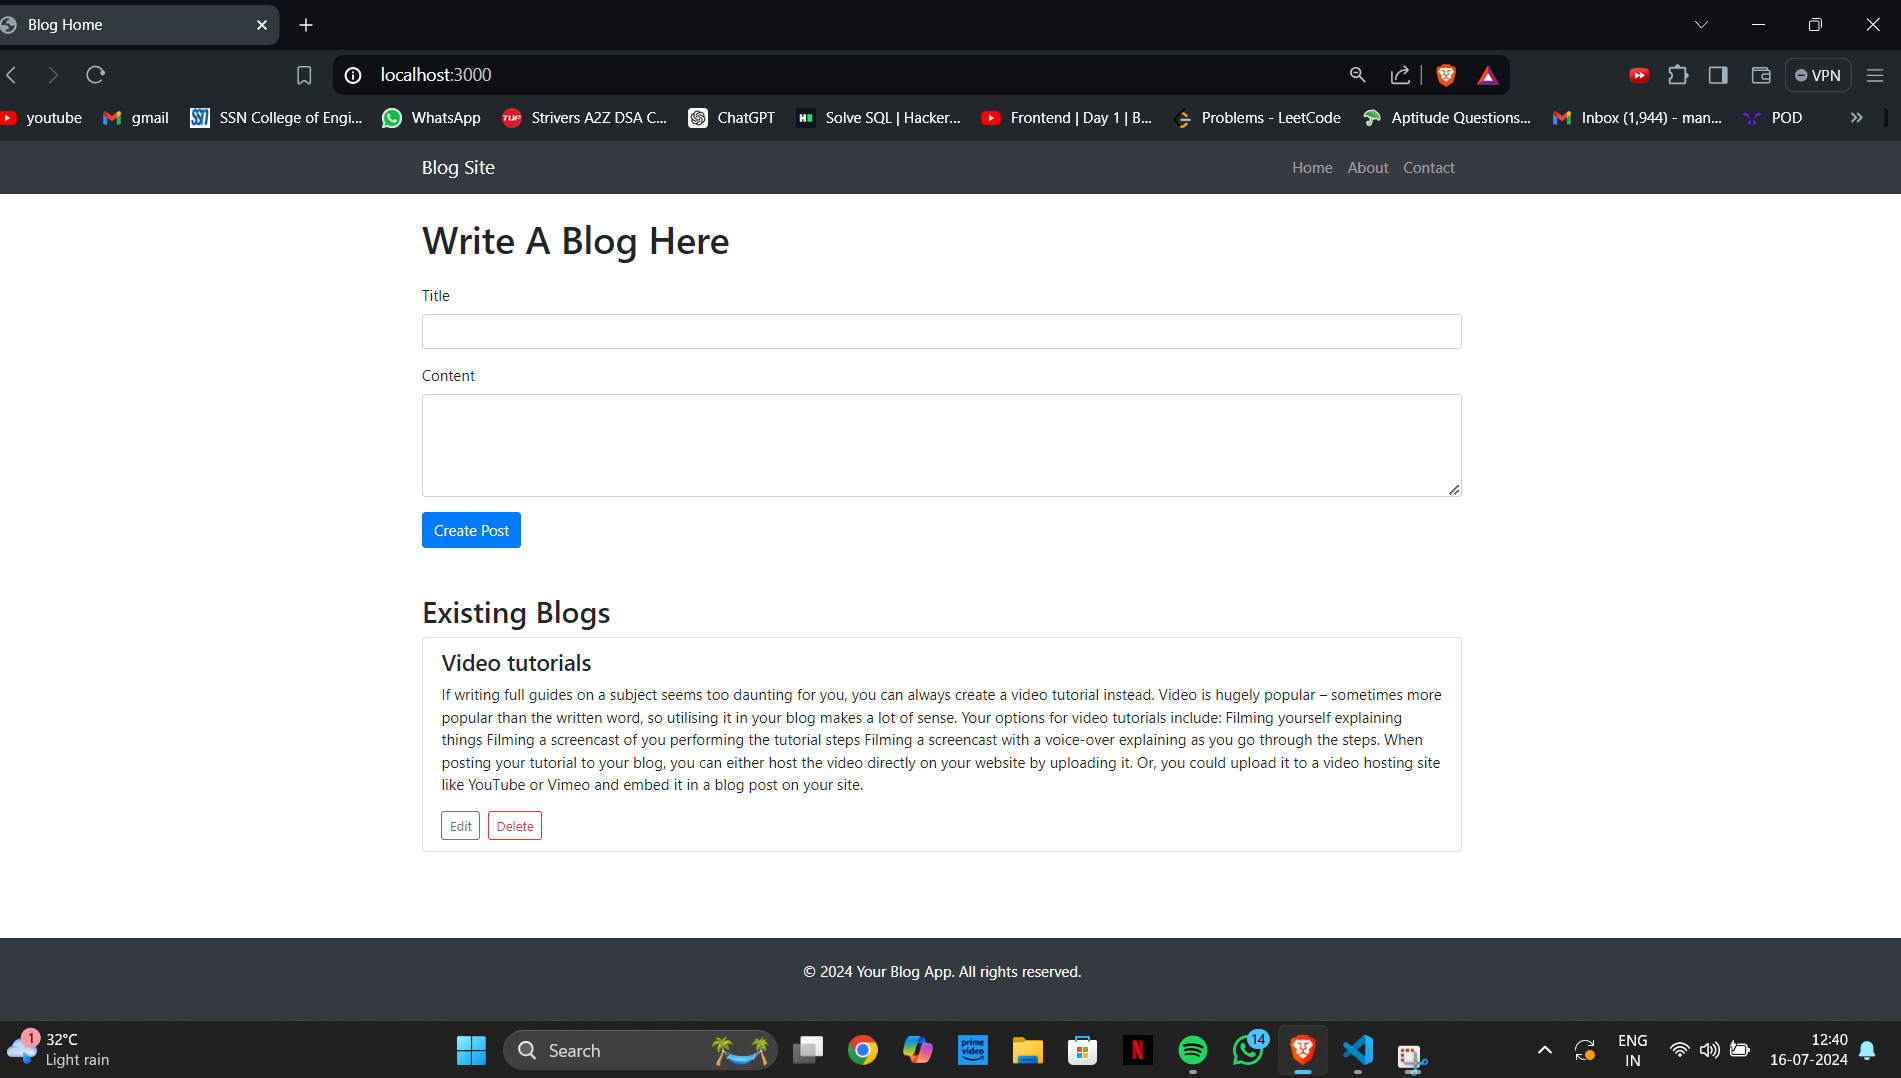 Blog Home
localhost:3000
VPN
youtube gmail SSN College of Engi... WhatsApp Strivers A2Z DSA C... ChatGPT Solve SQL | Hacker... Frontend | Day 1 | B... Problems - LeetCode Aptitude Questions... Inbox (1,944) - man... POD
TUF
Blog Site Home About Contact
Write A Blog Here
Title
Content
Create Post
Existing Blogs
Video tutorials
If writing full guides on a subject seems too daunting for you, you can always create a video tutorial instead. Video is hugely popular – sometimes more
popular than the written word, so utilising it in your blog makes a lot of sense. Your options for video tutorials include: Filming yourself explaining
things Filming a screencast of you performing the tutorial steps Filming a screencast with a voice-over explaining as you go through the steps. When
posting your tutorial to your blog, you can either host the video directly on your website by uploading it. Or, you could upload it to a video hosting site
like YouTube or Vimeo and embed it in a blog post on your site.
Edit Delete
© 2024 Your Blog App. All rights reserved.
1
32°C
Light rain
Search
prime
video
N
14
ENG
IN
12:40
16-07-2024